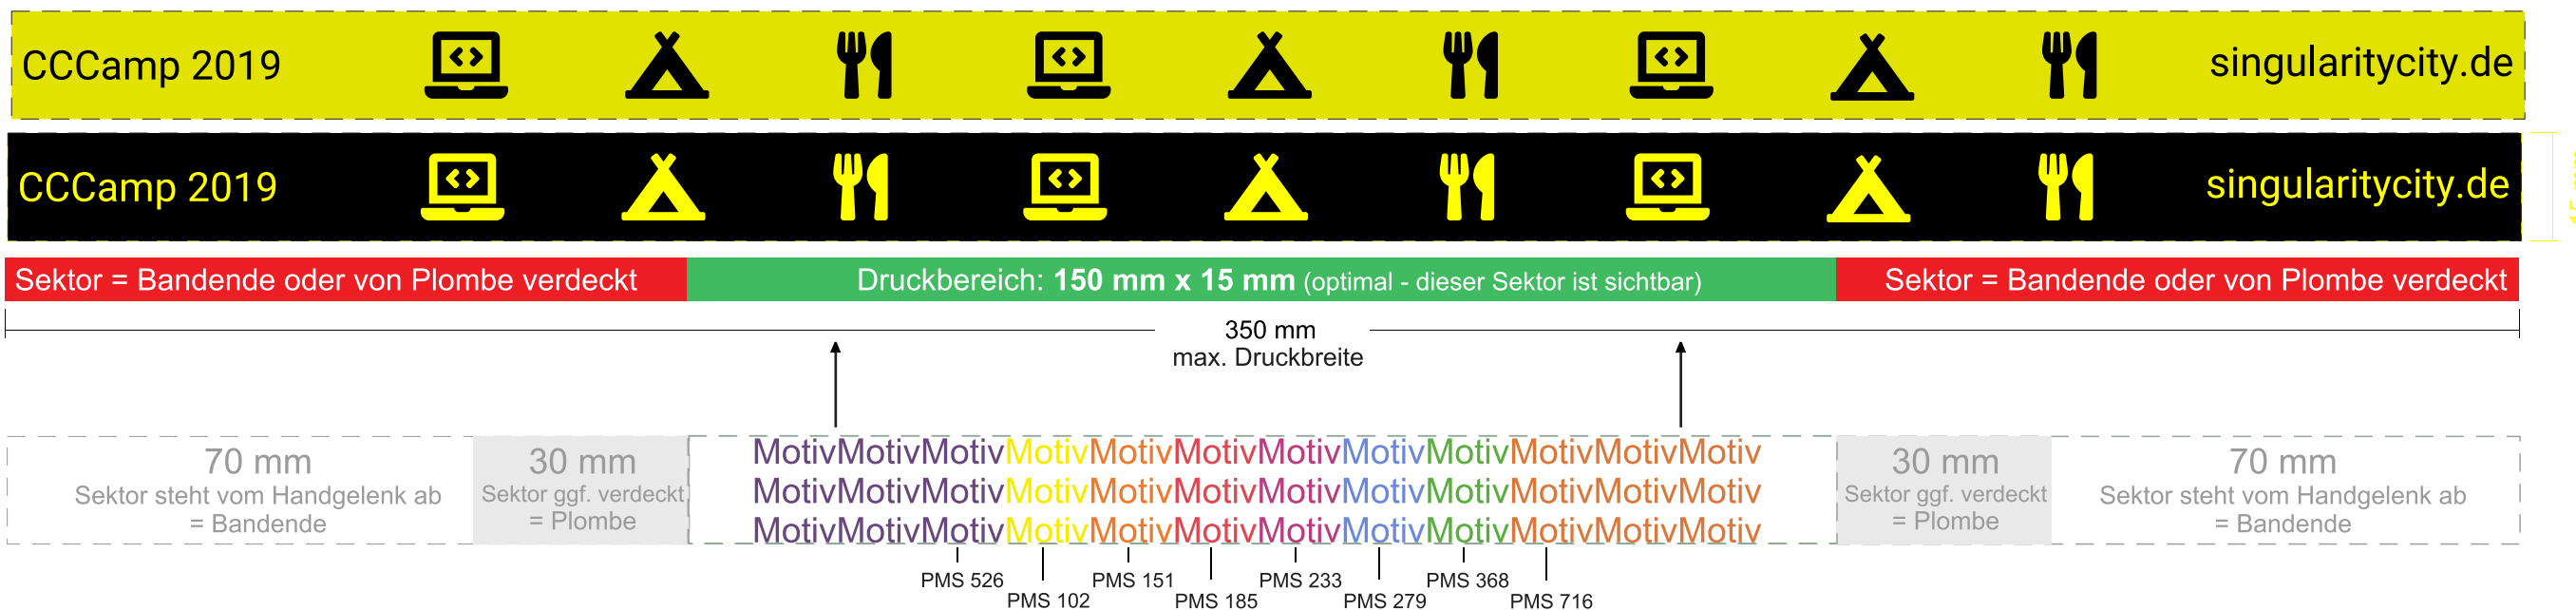 CCCamp 2019 singularitycity.de
CCCamp 2019 singularitycity.de
Sektor = Bandende oder von Plombe verdeckt Druckbereich: 150 mm x 15 mm (optimal - dieser Sektor ist sichtbar) Sektor = Bandende oder von Plombe verdeckt
350 mm
max. Druckbreite
70 mm
Sektor steht vom Handgelenk ab
= Bandende
30 mm
Sektor ggf. verdeckt
= Plombe
MotivMotivMotivMotivMotivMotivMotivMotivMotivMotivMotivMotiv
MotivMotivMotivMotivMotivMotivMotivMotivMotivMotivMotivMotiv
MotivMotivMotivMotivMotivMotivMotivMotivMotivMotivMotivMotiv
30 mm
Sektor ggf. verdeckt
= Plombe
70 mm
Sektor steht vom Handgelenk ab
= Bandende
PMS 526 PMS 151 PMS 233 PMS 368
PMS 102 PMS 185 PMS 279 PMS 716